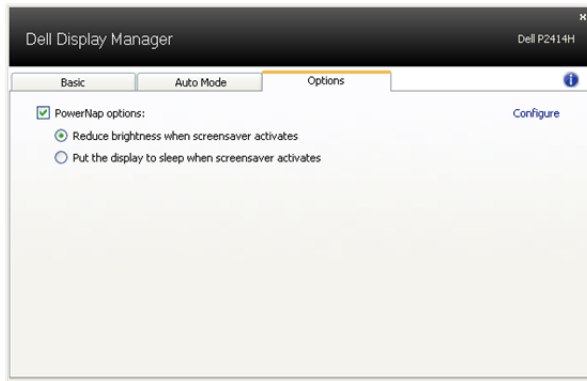 Dell Display Manager
Dell P2414H
Basic Auto Mode Options
PowerNap options: Configure
Reduce brightness when screensaver activates
Put the display to sleep when screensaver activates